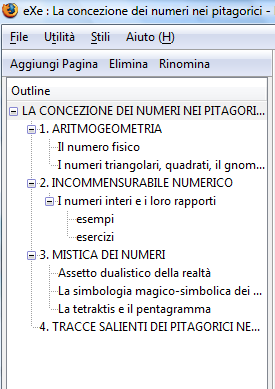 eXe : La concezione dei numeri nei pitagorici -
File Utilità Stili Aiuto (H)
Aggiungi Pagina Elimina Rinomina
Outline
LA CONCEZIONE DEI NUMERI NEI PITAGORI...
1. ARITMOGEOMETRIA
Il numero fisico
I numeri triangolari, quadrati, il gnom...
2. INCOMMENSURABILE NUMERICO
I numeri interi e i loro rapporti
esempi
esercizi
3. MISTICA DEI NUMERI
Assetto dualistico della realtà
La simbologia magico-simbolica dei ...
La tetraktis e il pentagramma
4. TRACCE SALIENTI DEI PITAGORICI NE...